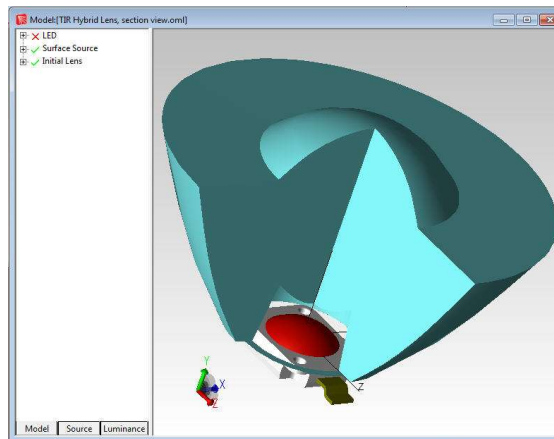 Model:[TIR Hybrid Lens, section view.oml]
LED
Surface Source
Initial Lens
Y
X
Z
Z
Model
Source
Luminance